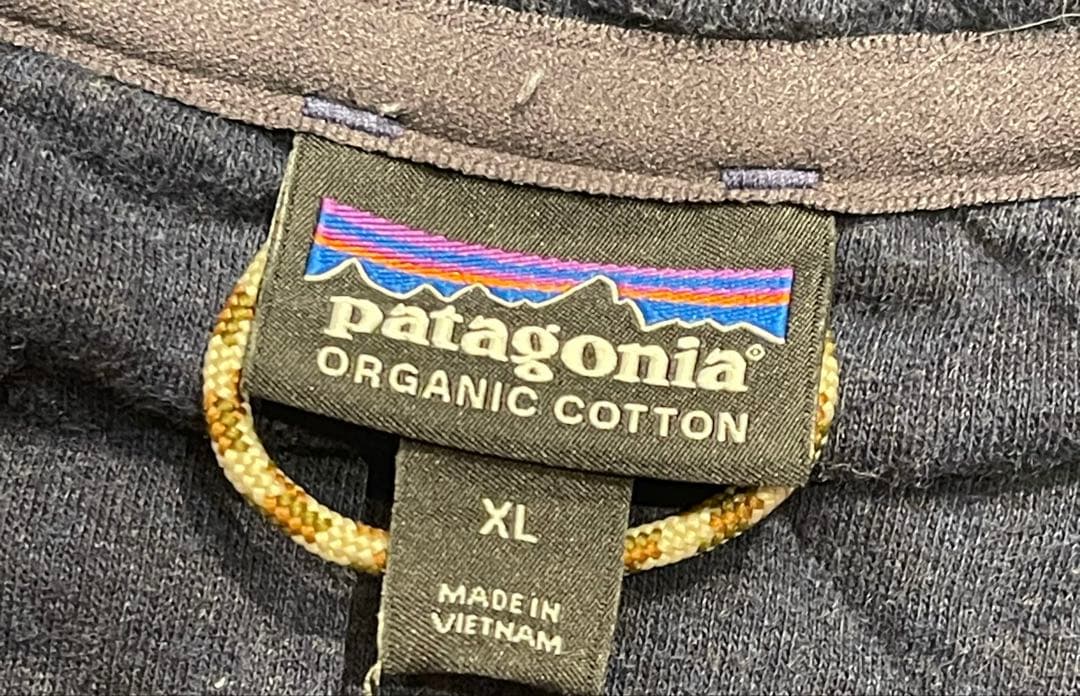 patagonia®
ORGANIC COTTON
XL
MADE IN
VIETNAM